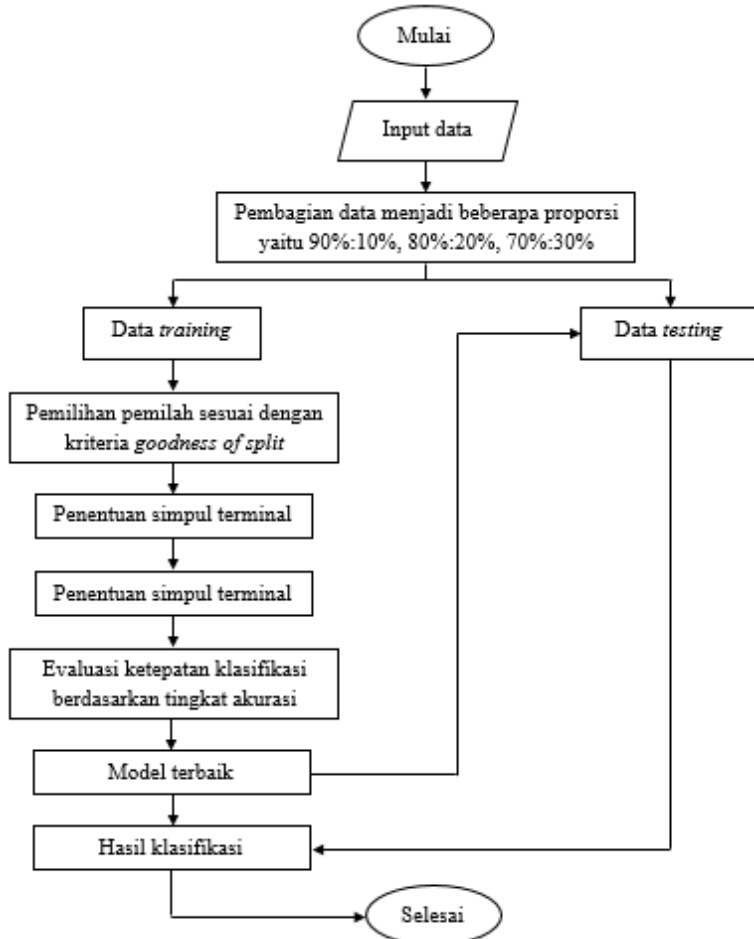 Mulai
Input data
Pembagian data menjadi beberapa proporsi
yaitu 90%:10%, 80%:20%, 70%:30%
Data training
Data testing
Pemilihan pemilah sesuai dengan
kriteria goodness of split
Penentuan simpul terminal
Penentuan simpul terminal
Evaluasi ketepatan klasifikasi
berdasarkan tingkat akurasi
Model terbaik
Hasil klasifikasi
Selesai